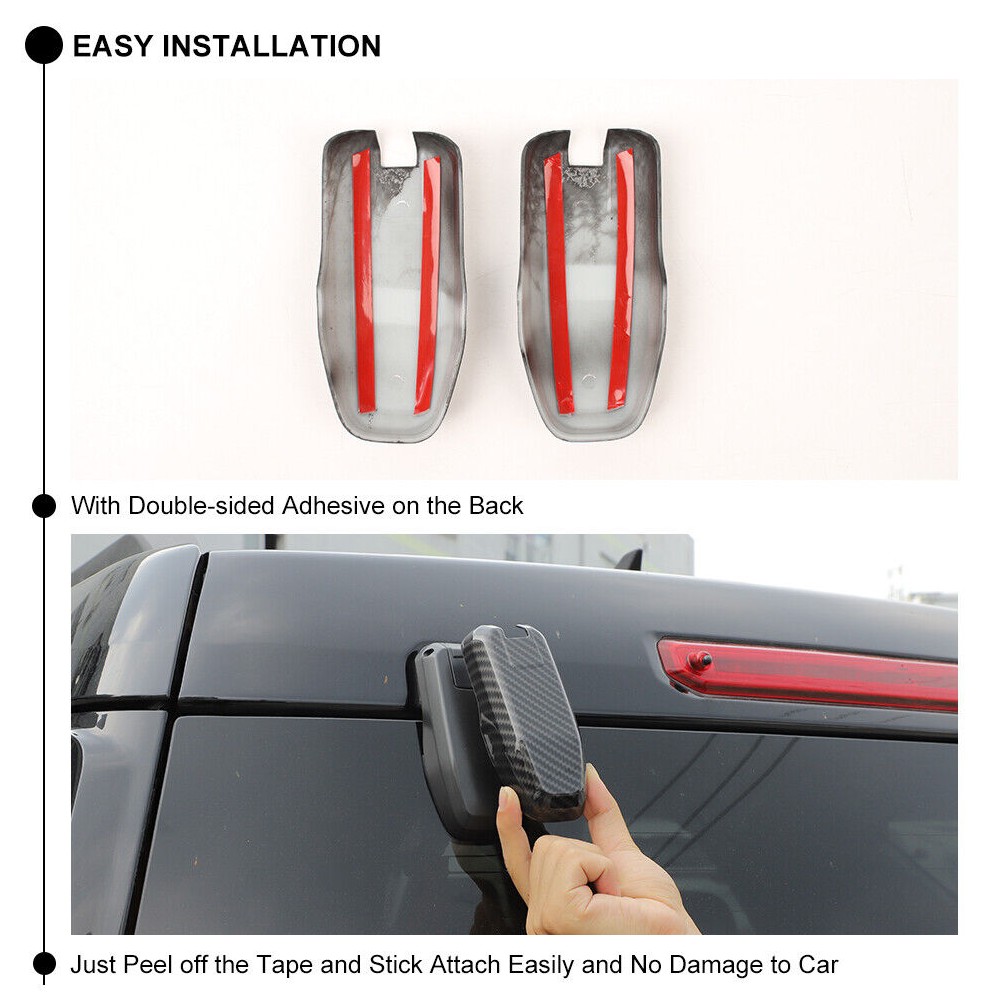 EASY INSTALLATION
With Double-sided Adhesive on the Back
Just Peel off the Tape and Stick Attach Easily and No Damage to Car